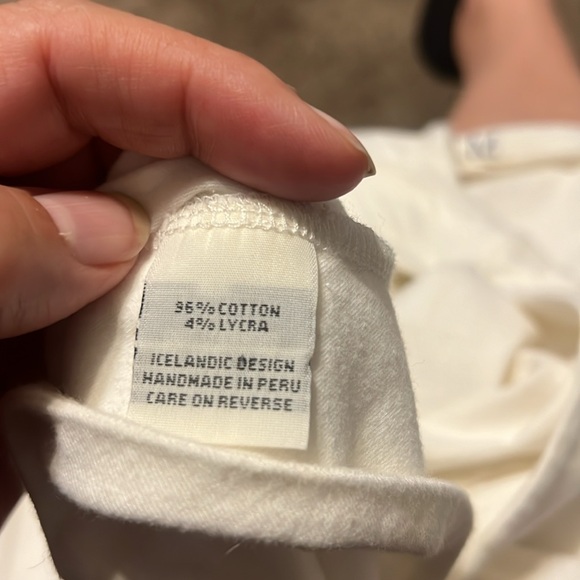 96% COTTON
4% LYCRA
ICELANDIC DESIGN
HANDMADE IN PERU
CARE ON REVERSE